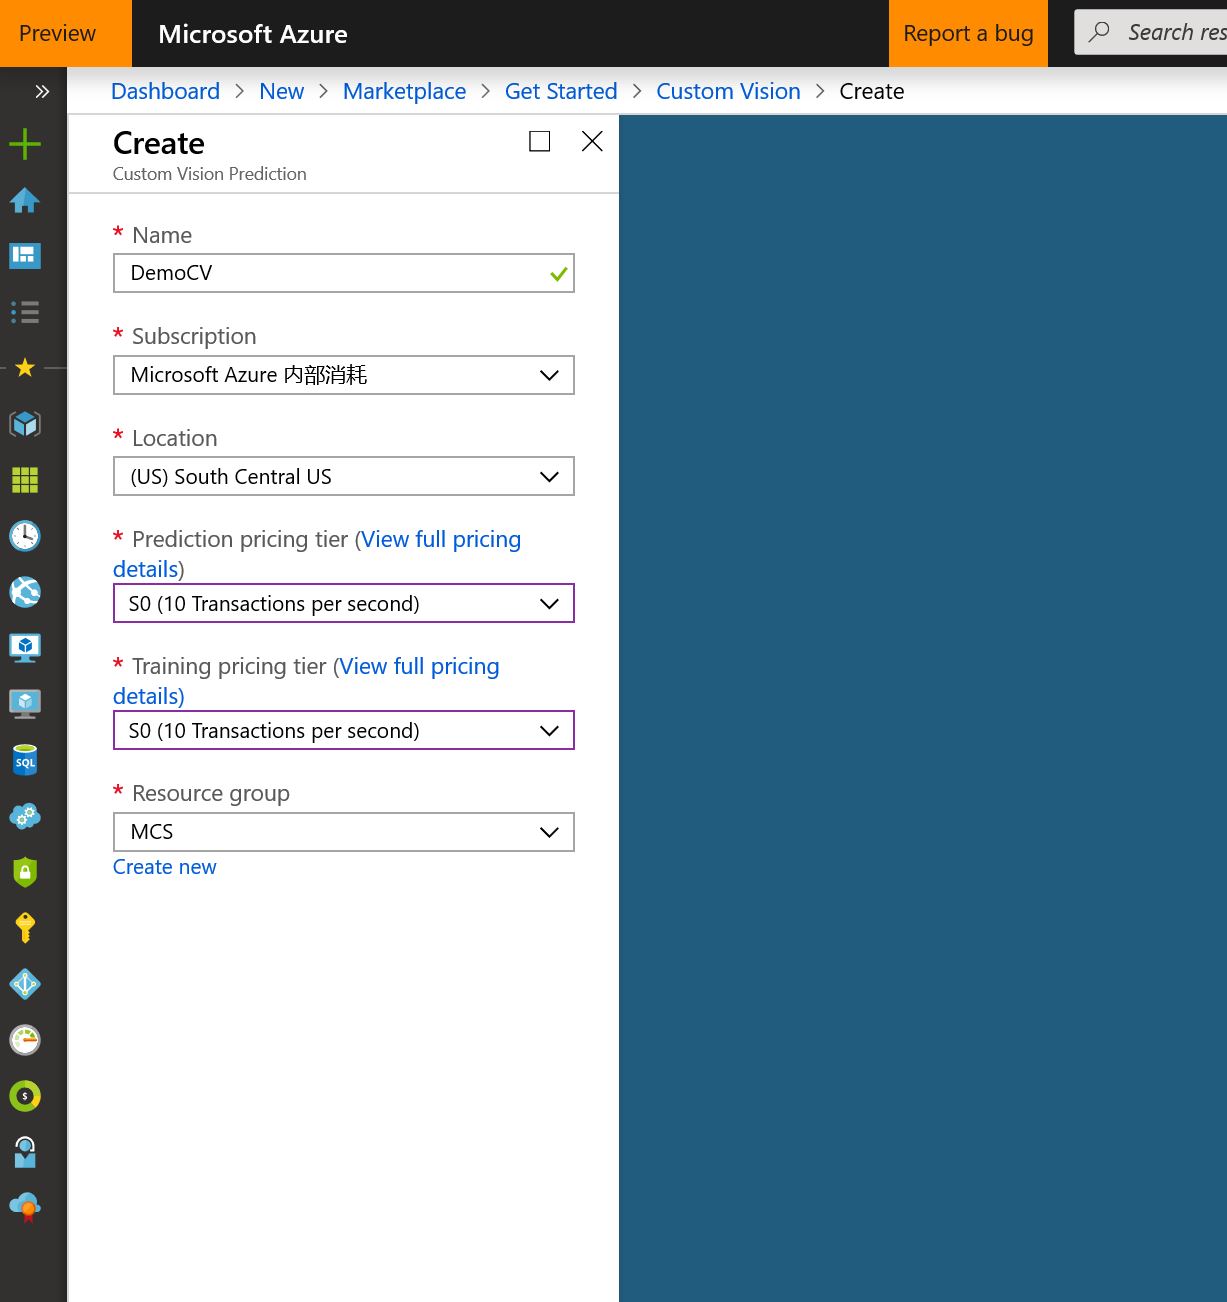 Preview
Microsoft Azure
Report a bug
Search res
Dashboard > New > Marketplace > Get Started > Custom Vision > Create
Create
Custom Vision Prediction
* Name
DemoCV
* Subscription
Microsoft Azure 内部消耗
* Location
(US) South Central US
* Prediction pricing tier (View full pricing
details)
S0 (10 Transactions per second)
* Training pricing tier (View full pricing
details)
S0 (10 Transactions per second)
* Resource group
MCS
Create new
SQL
$